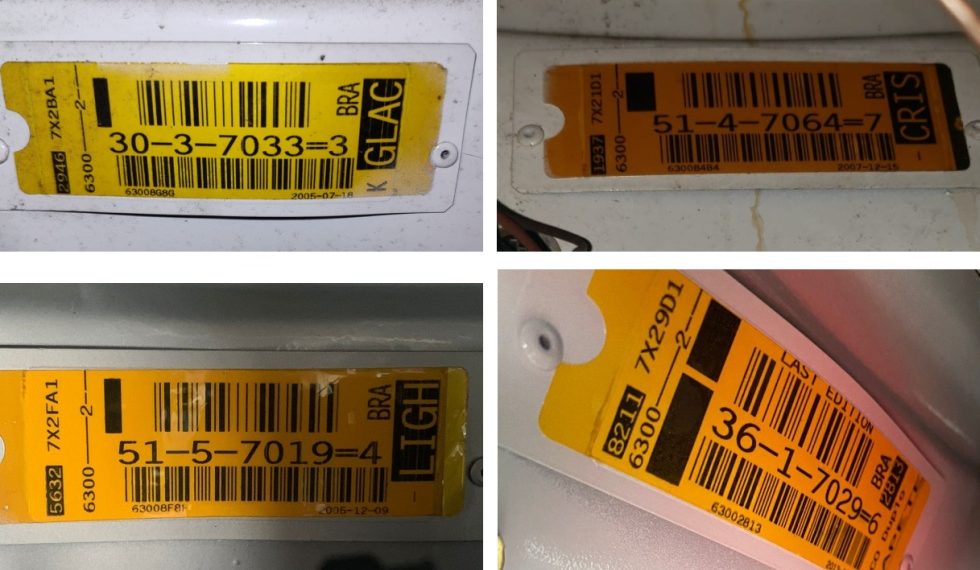 2946 7X2BA1
6300 --2--
BRA
GLAC
30-3-7033=3
K
63008G8G 2005-07-18
1937 7X21D1
6300 --2--
BRA
CRIS
51-4-7064=7
63008484 2007-12-15
5632 7X2FA1
6300 --2--
BRA
LIGH
51-5-7019=4
2006-12-09
8211 7X29D1
6300 --2--
LAST EDITION
36-1-7029=6
BRA
63002813